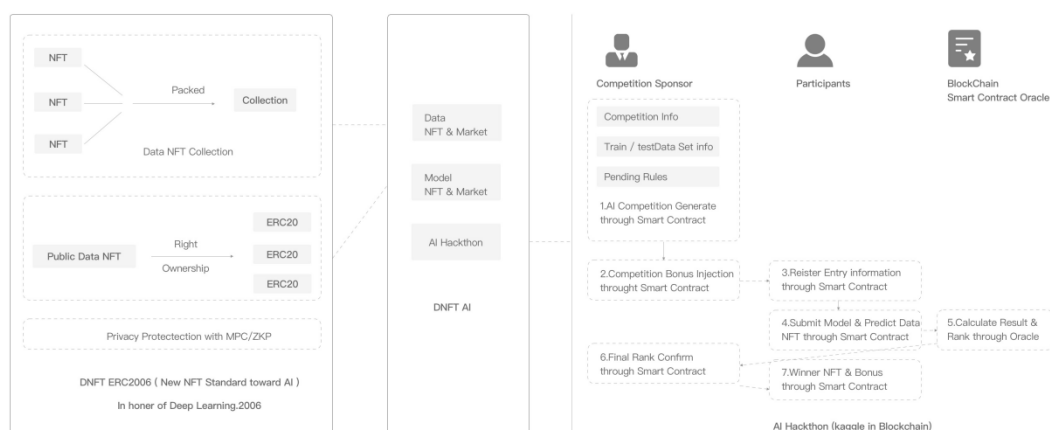 NFT
NFT
NFT
Packed
Collection
Data NFT Collection
Public Data NFT
Right
Ownership
ERC20
ERC20
ERC20
Privacy Protectection with MPC/ZKP
DNFT ERC2006 ( New NFT Standard toward AI )
In honer of Deep Learning.2006
Data
NFT & Market
Model
NFT & Market
AI Hackthon
DNFT AI
Competition Sponsor
Participants
BlockChain
Smart Contract Oracle
Competition Info
Train / testData Set info
Pending Rules
1.AI Competition Generate
through Smart Contract
2.Competition Bonus Injection
throught Smart Contract
3.Reister Entry information
through Smart Contract
4.Submit Model & Predict Data
NFT through Smart Contract
5.Calculate Result &
Rank through Oracle
6.Final Rank Confirm
through Smart Contract
7.Winner NFT & Bonus
through Smart Contract
AI Hackthon (kaggle in Blockchain)